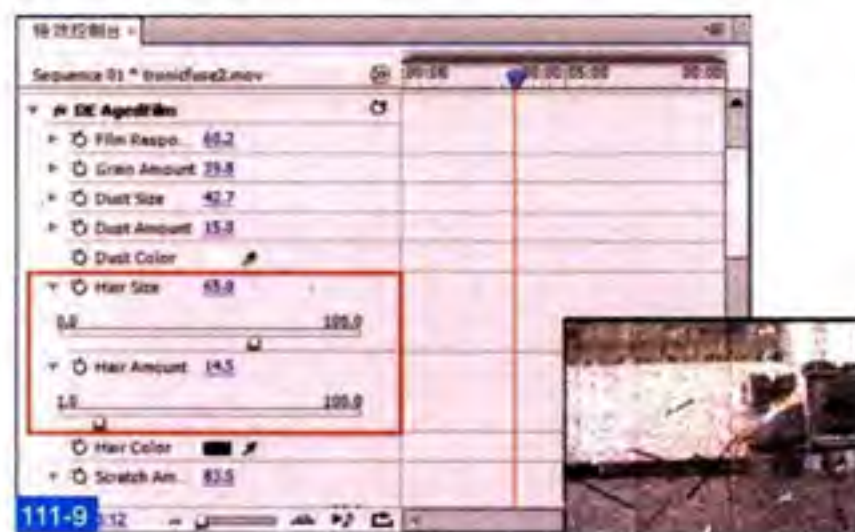 特效控制台
Sequence 01 * tronicfuse2.mov 00:00 00:00:05:00 00:00
fx DE AgedFilm
Film Respo.. 60.2
Grain Amount 39.8
Dust Size 42.7
Dust Amount 15.0
Dust Color
Hair Size 65.0
0.0 100.0
Hair Amount 14.5
1.0 100.0
Hair Color
Scratch Am.. 83.5
111-9 3:12